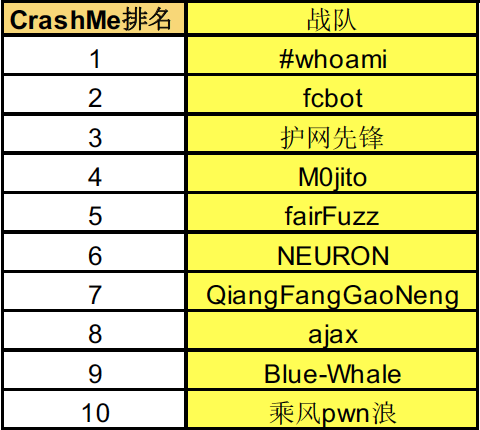 CrashMe排名 战队
1 #whoami
2 fcbot
3 护网先锋
4 M0jito
5 fairFuzz
6 NEURON
7 QiangFangGaoNeng
8 ajax
9 Blue-Whale
10 乘风pwn浪